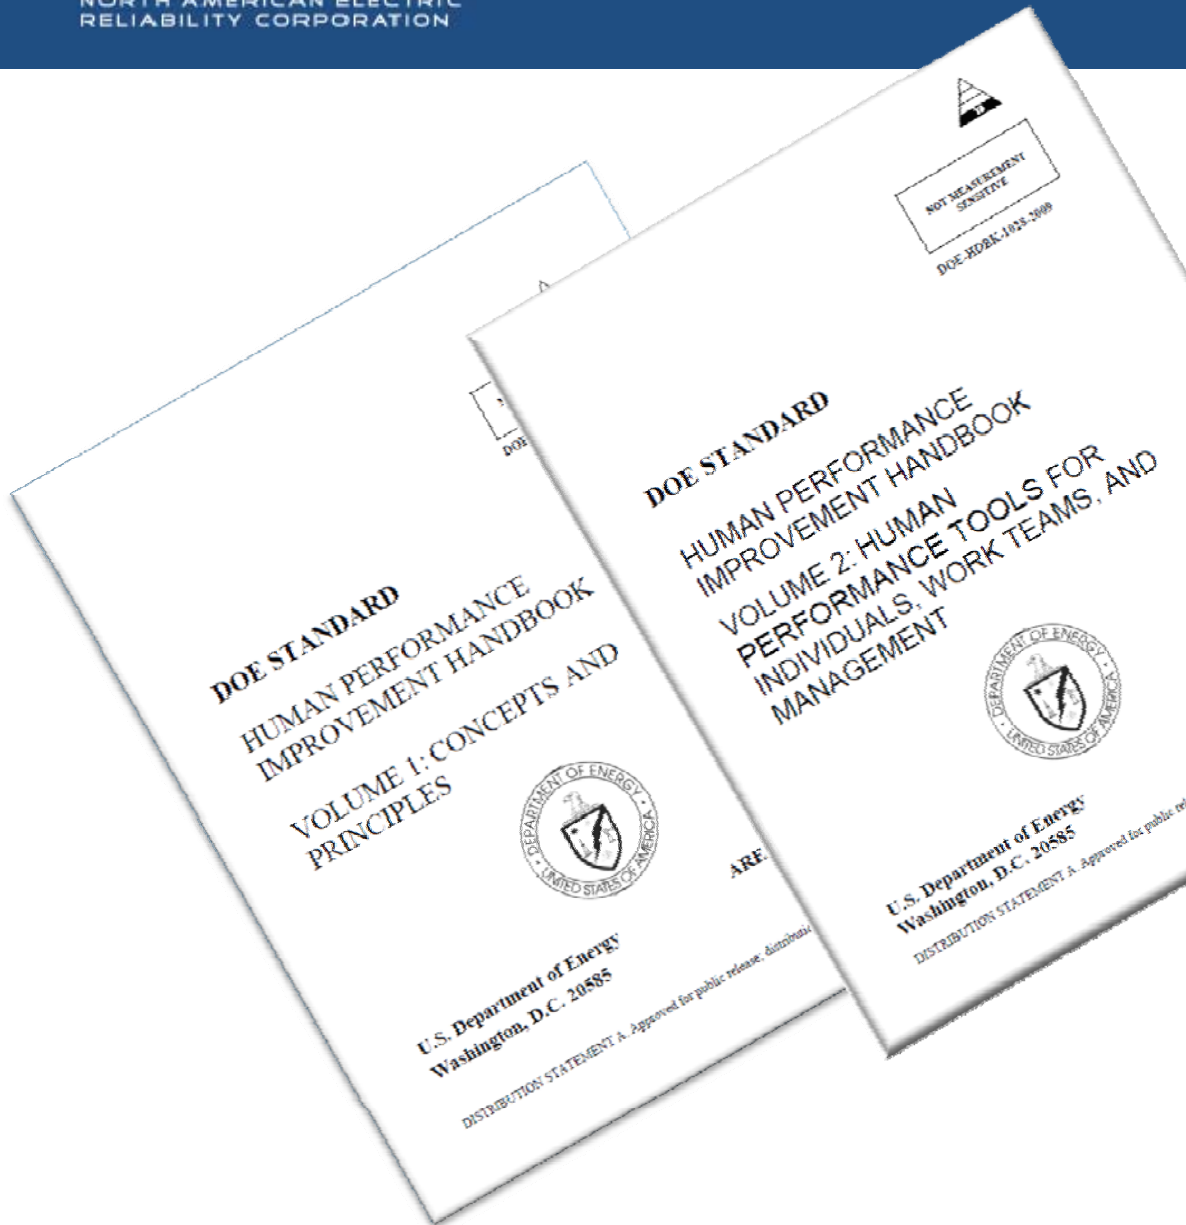 NORTH AMERICAN ELECTRIC
RELIABILITY CORPORATION
DOE STANDARD
HUMAN PERFORMANCE
IMPROVEMENT HANDBOOK
VOLUME 1: CONCEPTS AND
PRINCIPLES
DEPARTMENT OF ENERGY
UNITED STATES OF AMERICA
U.S. Department of Energy
Washington, D.C. 20585
ARE
DISTRIBUTION STATEMENT A. Approved for public release; distributio
NOT MEASUREMENT
SENSITIVE
DOE-HDBK-1028-2009
DOE STANDARD
HUMAN PERFORMANCE
IMPROVEMENT HANDBOOK
VOLUME 2: HUMAN
PERFORMANCE TOOLS FOR
INDIVIDUALS, WORK TEAMS, AND
MANAGEMENT
DEPARTMENT OF ENERGY
UNITED STATES OF AMERICA
U.S. Department of Energy
Washington, D.C. 20585
DISTRIBUTION STATEMENT A. Approved for public rel